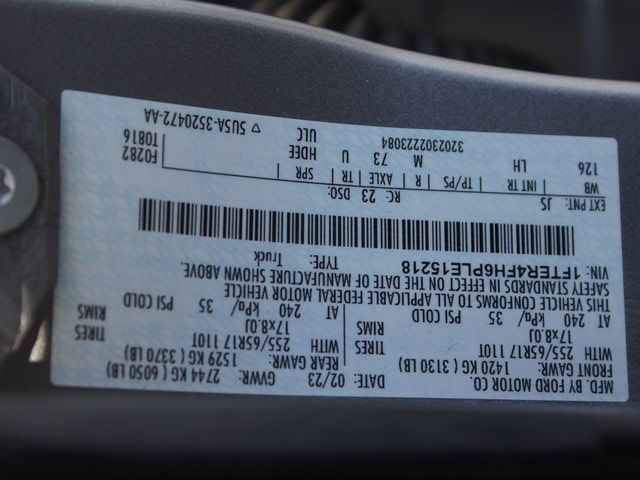 MFD. BY FORD MOTOR CO.
DATE: 02/23 GVWR: 2744 KG ( 6050 LB)
FRONT GAWR: 1420 KG ( 3130 LB) REAR GAWR: 1529 KG ( 3370 LB)
WITH 255/65R17 110T TIRES WITH 255/65R17 110T TIRES
17x8.0J RIMS 17x8.0J RIMS
AT 240 kPa/ 35 PSI COLD AT 240 kPa/ 35 PSI COLD
THIS VEHICLE CONFORMS TO ALL APPLICABLE FEDERAL MOTOR VEHICLE
SAFETY STANDARDS IN EFFECT ON THE DATE OF MANUFACTURE SHOWN ABOVE.
VIN: 1FTER4FH6PLE15218 TYPE: Truck
EXT PNT: JS RC: 23 DSO:
WB INT TR TP/PS R AXLE TR SPR F0282
126 LH M 73 U HDEE T0816
3202302223084 ULC ▽ 5U5A-3S20472-AA